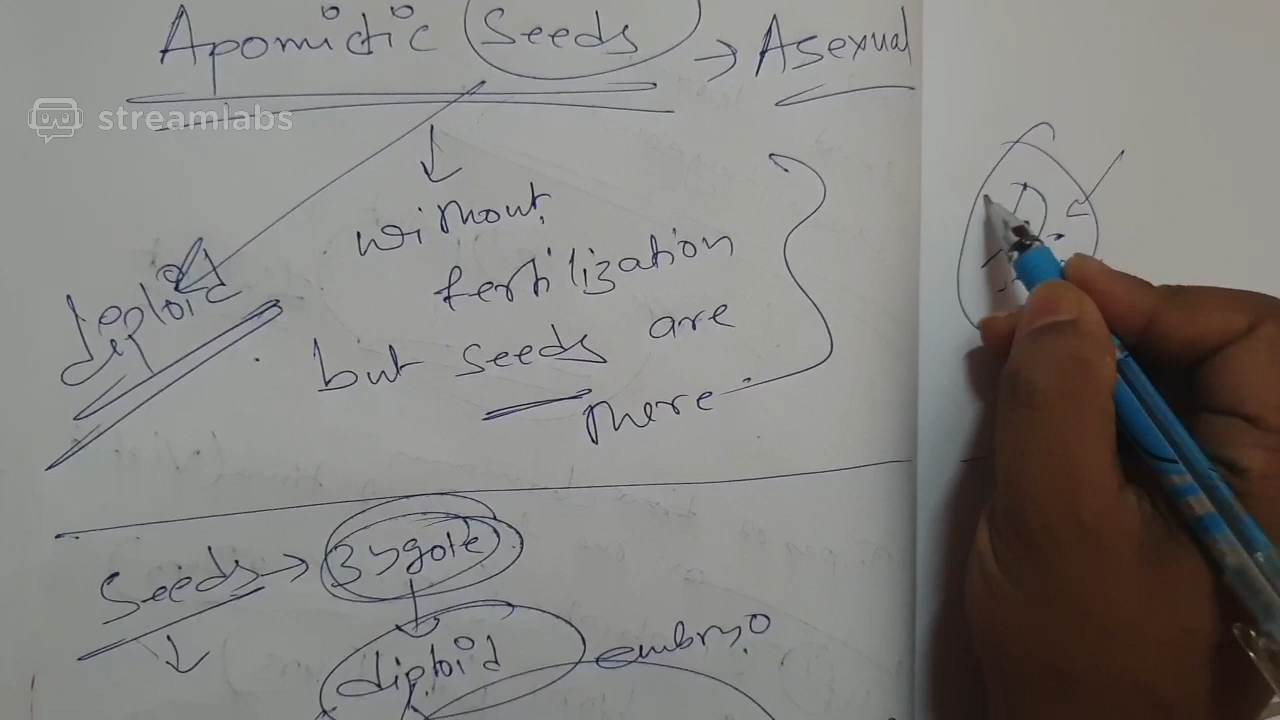 Apomictic Seeds → Asexual
streamlabs
without
fertilization
diploid
but seeds are
there
Seeds → Zygote
diploid embryo